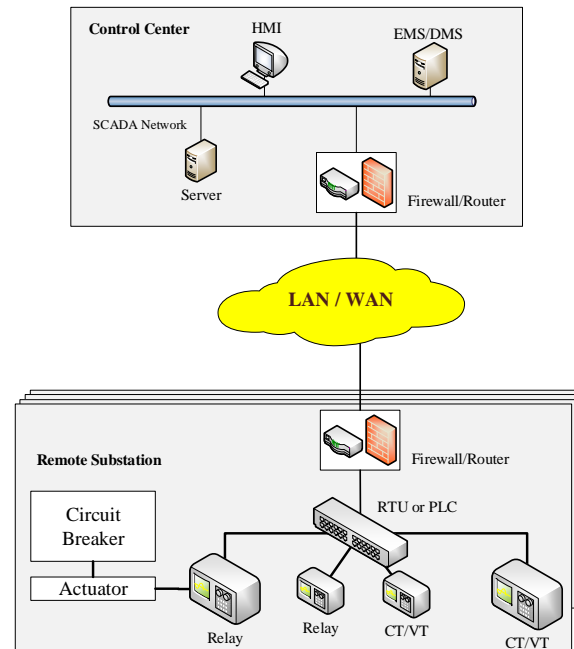 Control Center
HMI
EMS/DMS
SCADA Network
Server
Firewall/Router
LAN / WAN
Remote Substation
Firewall/Router
RTU or PLC
Circuit
Breaker
Actuator
Relay
Relay
CT/VT
CT/VT